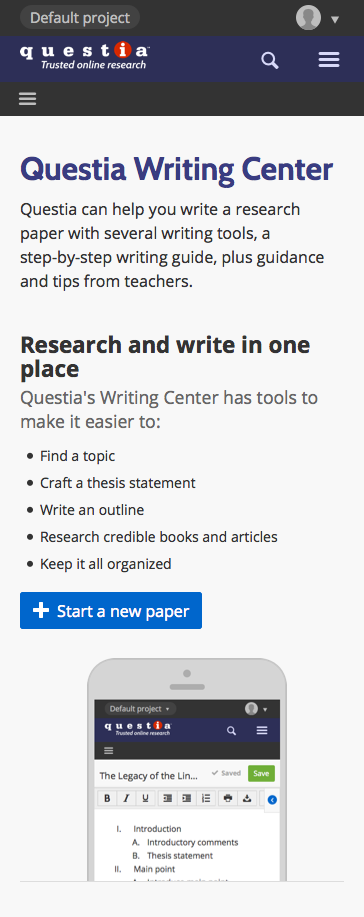 Default project
questia
Trusted online research
Questia Writing Center
Questia can help you write a research
paper with several writing tools, a
step-by-step writing guide, plus guidance
and tips from teachers.
Research and write in one
place
Questia's Writing Center has tools to
make it easier to:
Find a topic
Craft a thesis statement
Write an outline
Research credible books and articles
Keep it all organized
Start a new paper
Default project
questia
Trusted online research
The Legacy of the Lin... Saved Save
B I U
I. Introduction
A. Introductory comments
B. Thesis statement
II. Main point